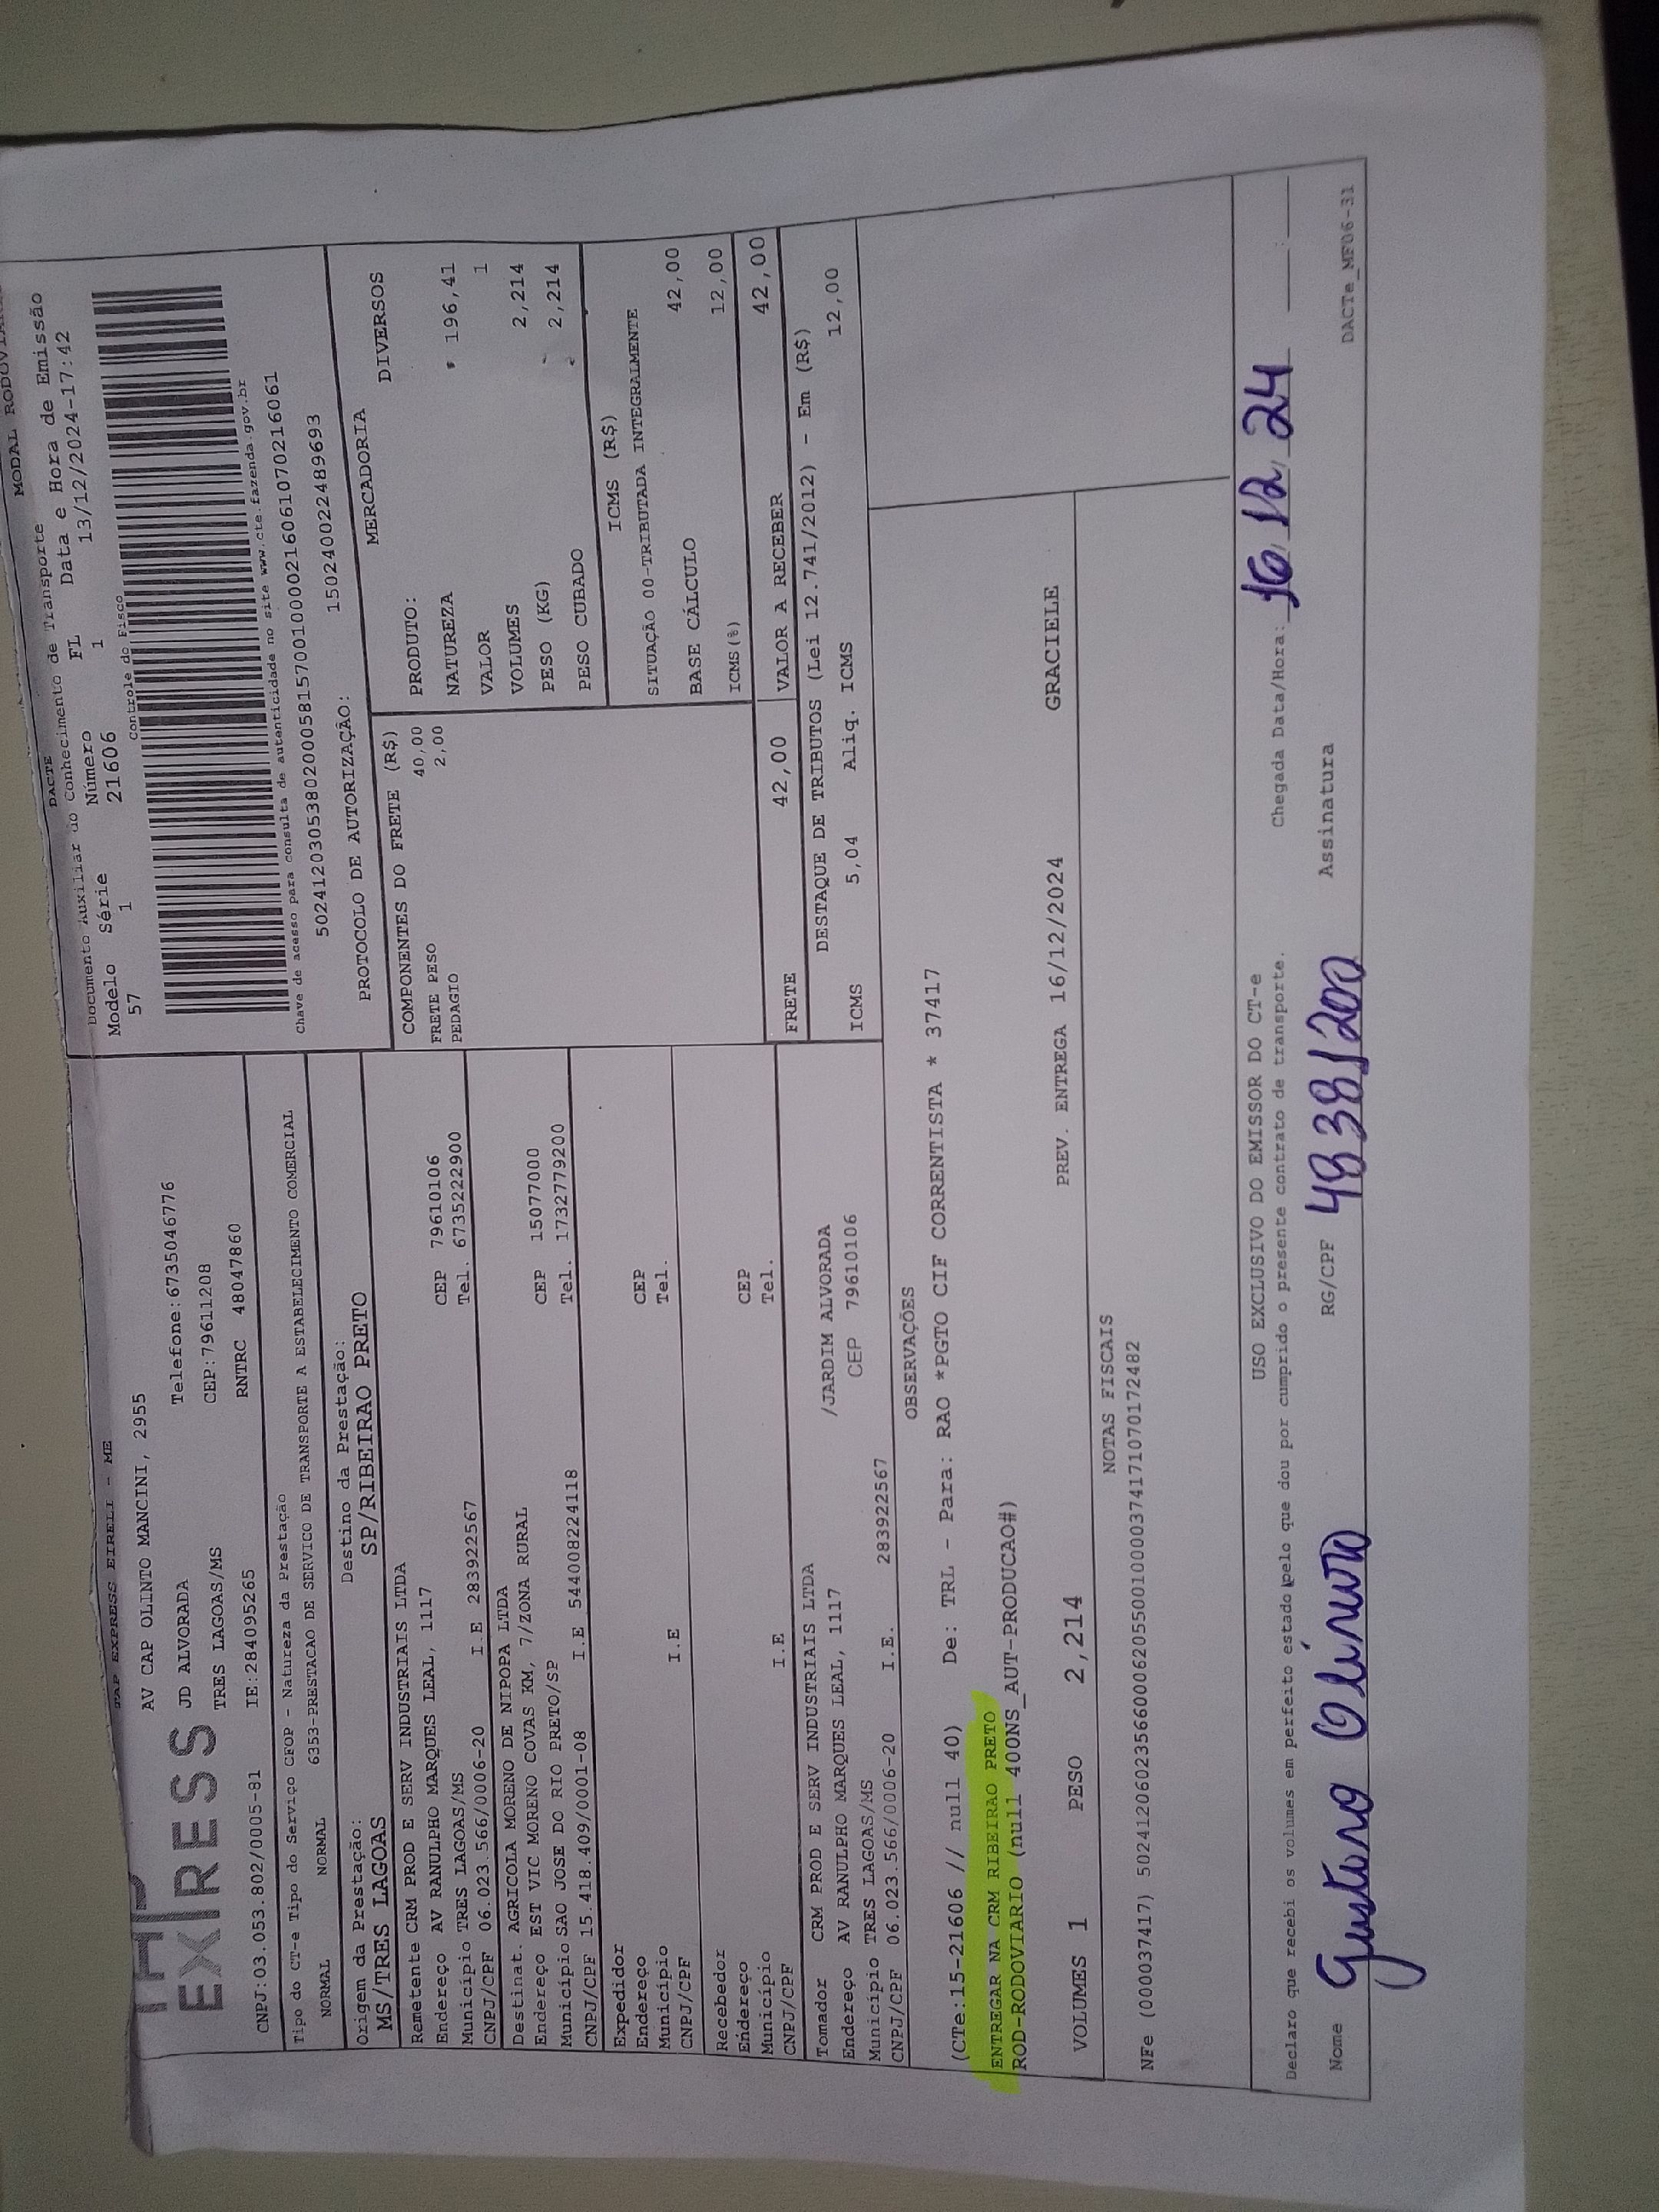 TAP EXPRESS EIRELI - ME
EXPRESS
AV CAP OLINTO MANCINI, 2955
JD ALVORADA Telefone:6735046776
TRES LAGOAS/MS CEP:79611208
CNPJ:03.053.802/0005-81 IE:284095265 RNTRC 48047860
DACTE MODAL
Documento Auxiliar do Conhecimento de Transporte
Modelo Série Número FL Data e Hora de Emissão
57 1 21606 1 13/12/2024-17:42
Controle do Fisco
Chave de acesso para consulta de autenticidade no site www.cte.fazenda.gov.br
50241203053802000581570010000216061070216061
PROTOCOLO DE AUTORIZAÇÃO: 150240022489693
Tipo do CT-e Tipo do Serviço CFOP - Natureza da Prestação
NORMAL NORMAL 6353-PRESTACAO DE SERVICO DE TRANSPORTE A ESTABELECIMENTO COMERCIAL
Origem da Prestação: Destino da Prestação:
MS/TRES LAGOAS SP/RIBEIRAO PRETO
Remetente CRM PROD E SERV INDUSTRIAIS LTDA
Endereço AV RANULPHO MARQUES LEAL, 1117 CEP 79610106
Município TRES LAGOAS/MS Tel. 6735222900
CNPJ/CPF 06.023.566/0006-20 I.E 283922567
Destinat. AGRICOLA MORENO DE NIPOPA LTDA
Endereço EST VIC MORENO COVAS KM, 7/ZONA RURAL CEP 15077000
Município SAO JOSE DO RIO PRETO/SP Tel. 1732779200
CNPJ/CPF 15.418.409/0001-08 I.E 544008224118
Expedidor
Endereço CEP
Município Tel.
CNPJ/CPF I.E
Recebedor
Endereço CEP
Município Tel.
CNPJ/CPF I.E
Tomador CRM PROD E SERV INDUSTRIAIS LTDA
Endereço AV RANULPHO MARQUES LEAL, 1117 /JARDIM ALVORADA
Município TRES LAGOAS/MS CEP 79610106
CNPJ/CPF 06.023.566/0006-20 I.E. 283922567
COMPONENTES DO FRETE (R$)
FRETE PESO 40,00
PEDAGIO 2,00
FRETE 42,00
MERCADORIA
PRODUTO: DIVERSOS
NATUREZA
VALOR 196,41
VOLUMES 1
PESO (KG) 2,214
PESO CUBADO 2,214
ICMS (R$)
SITUAÇÃO 00-TRIBUTADA INTEGRALMENTE
BASE CÁLCULO 42,00
ICMS(%) 12,00
VALOR A RECEBER 42,00
DESTAQUE DE TRIBUTOS (Lei 12.741/2012) - Em (R$)
ICMS 5,04 Aliq. ICMS 12,00
OBSERVAÇÕES
(CTe:115-21606 // null 40) De: TRL - Para: RAO *PGTO CIF CORRENTISTA * 37417
ENTREGAR NA CRM RIBEIRAO PRETO
ROD-RODOVIARIO (null 400NS_AUT-PRODUCAO#)
VOLUMES 1 PESO 2,214 PREV. ENTREGA 16/12/2024 GRACIELE
NOTAS FISCAIS
NFe (000037417) 50241206023566000620550010000374171070172482
USO EXCLUSIVO DO EMISSOR DO CT-e
Declaro que recebi os volumes em perfeito estado pelo que dou por cumprido o presente contrato de transporte. Chegada Data/Hora: 16/12/24 :
Nome Gustavo RG/CPF Assinatura
DACTe_MF06-31